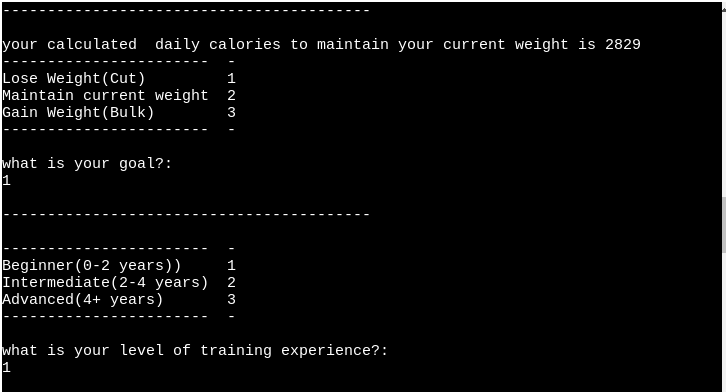 -----------------------------------------
your calculated  daily calories to maintain your current weight is 2829
-----------------------  -
Lose Weight(Cut)         1
Maintain current weight  2
Gain Weight(Bulk)        3
-----------------------  -
what is your goal?:
1
-----------------------------------------
-----------------------  -
Beginner(0-2 years))     1
Intermediate(2-4 years)  2
Advanced(4+ years)       3
-----------------------  -
what is your level of training experience?:
1